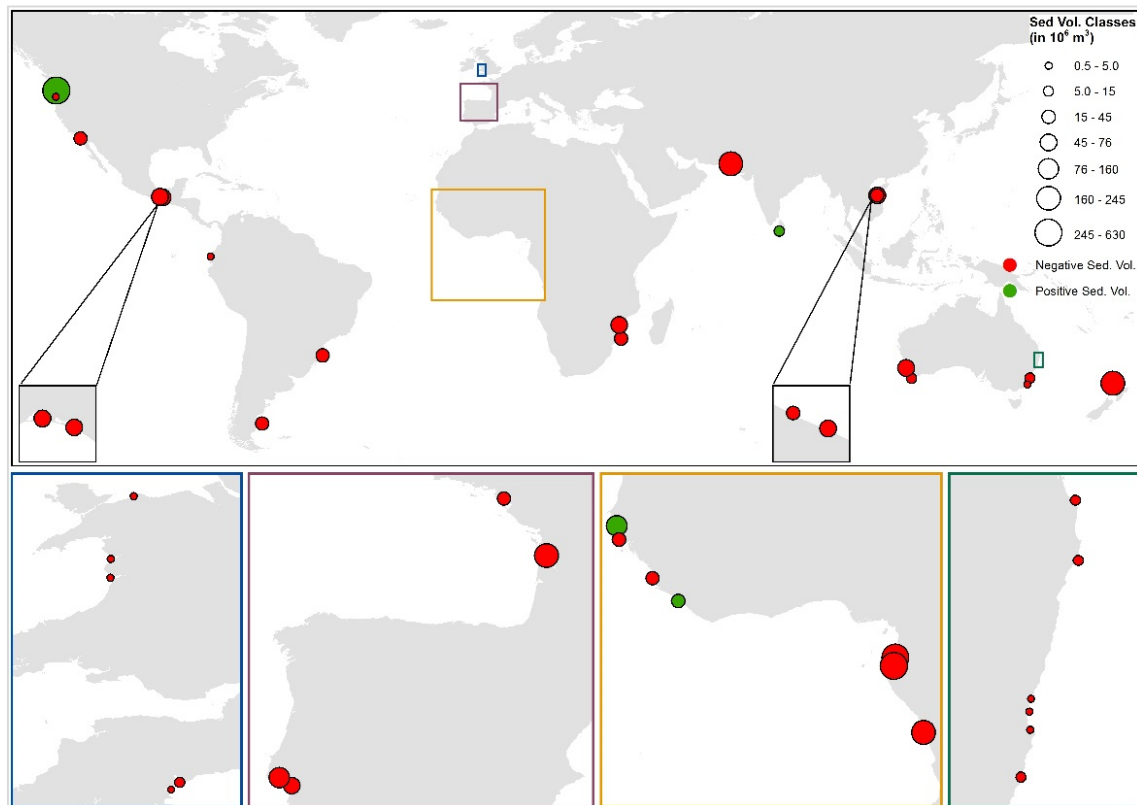 Sed Vol. Classes
(in 10⁶ m³)
0.5 - 5.0
5.0 - 15
15 - 45
45 - 76
76 - 160
160 - 245
245 - 630
Negative Sed. Vol.
Positive Sed. Vol.